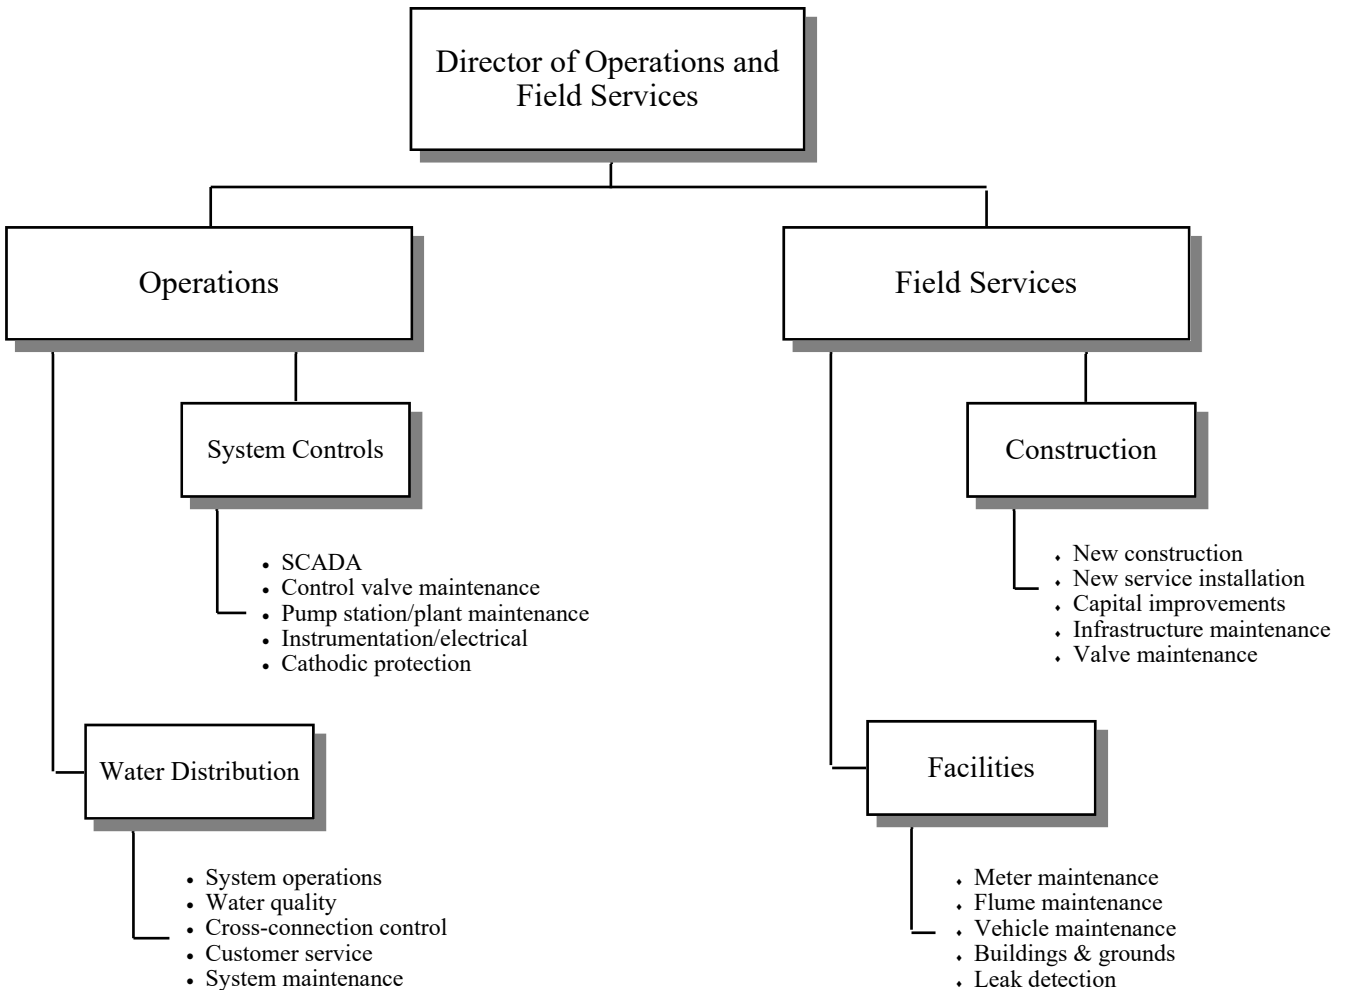 Director of Operations and
Field Services
Operations
Field Services
System Controls
Construction
• SCADA
• Control valve maintenance
• Pump station/plant maintenance
• Instrumentation/electrical
• Cathodic protection
♦ New construction
♦ New service installation
♦ Capital improvements
♦ Infrastructure maintenance
♦ Valve maintenance
Water Distribution
Facilities
• System operations
• Water quality
• Cross-connection control
• Customer service
• System maintenance
♦ Meter maintenance
♦ Flume maintenance
♦ Vehicle maintenance
♦ Buildings & grounds
♦ Leak detection